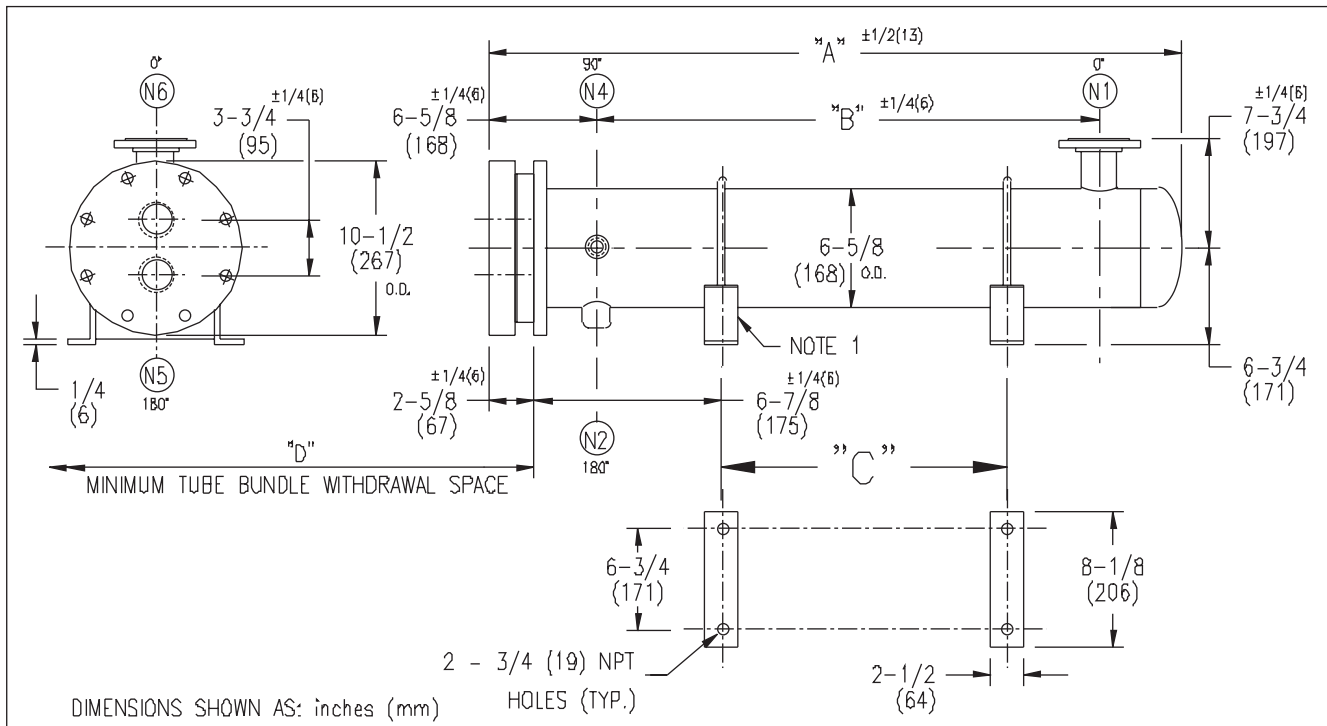 "A" ±1/2(13)
0°
N6
±1/4(6)
3-3/4
(95)
±1/4(6)
6-5/8
(168)
90°
N4
"B" ±1/4(6)
0°
N1
±1/4(6)
7-3/4
(197)
10-1/2
(267)
O.D.
6-5/8
(168) O.D.
NOTE 1
6-3/4
(171)
1/4
(6)
N5
180°
±1/4(6)
2-5/8
(67)
N2
180°
±1/4(6)
6-7/8
(175)
"D"
MINIMUM TUBE BUNDLE WITHDRAWAL SPACE
"C"
6-3/4
(171)
8-1/8
(206)
2 - 3/4 (19) NPT
HOLES (TYP.)
2-1/2
(64)
DIMENSIONS SHOWN AS: inches (mm)